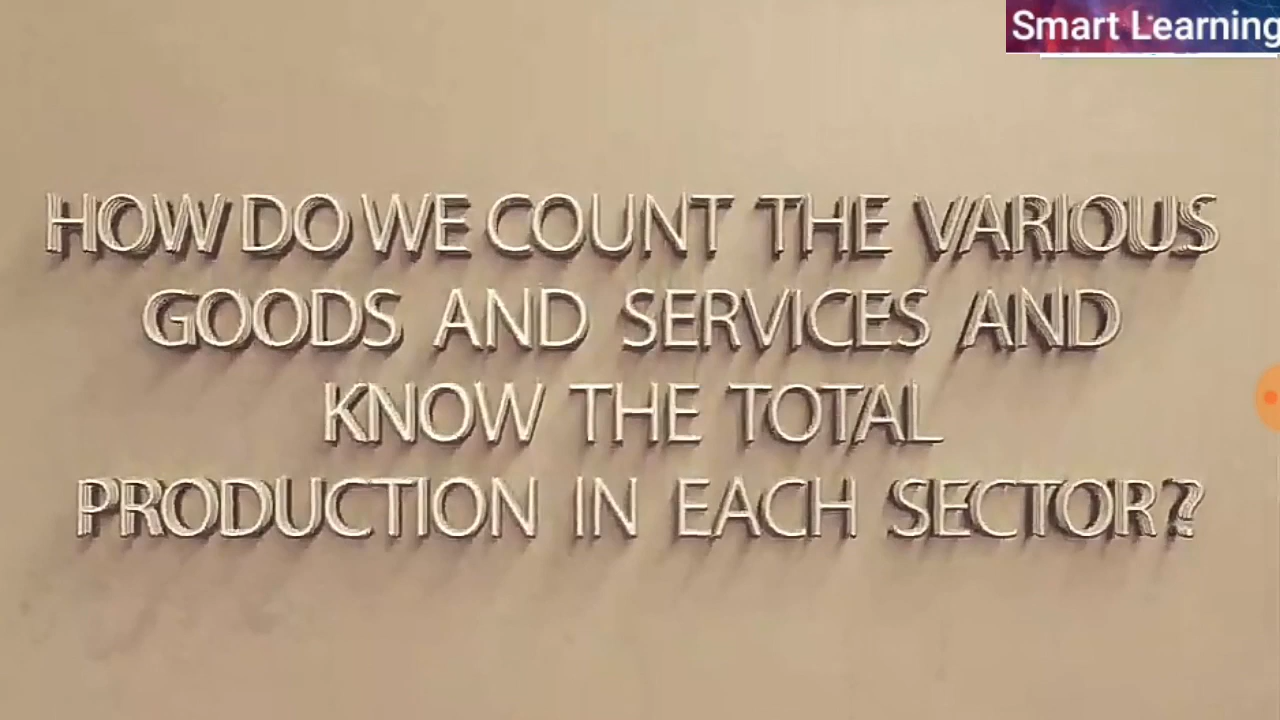 Smart Learning
HOW DO WE COUNT THE VARIOUS
GOODS AND SERVICES AND
KNOW THE TOTAL
PRODUCTION IN EACH SECTOR?